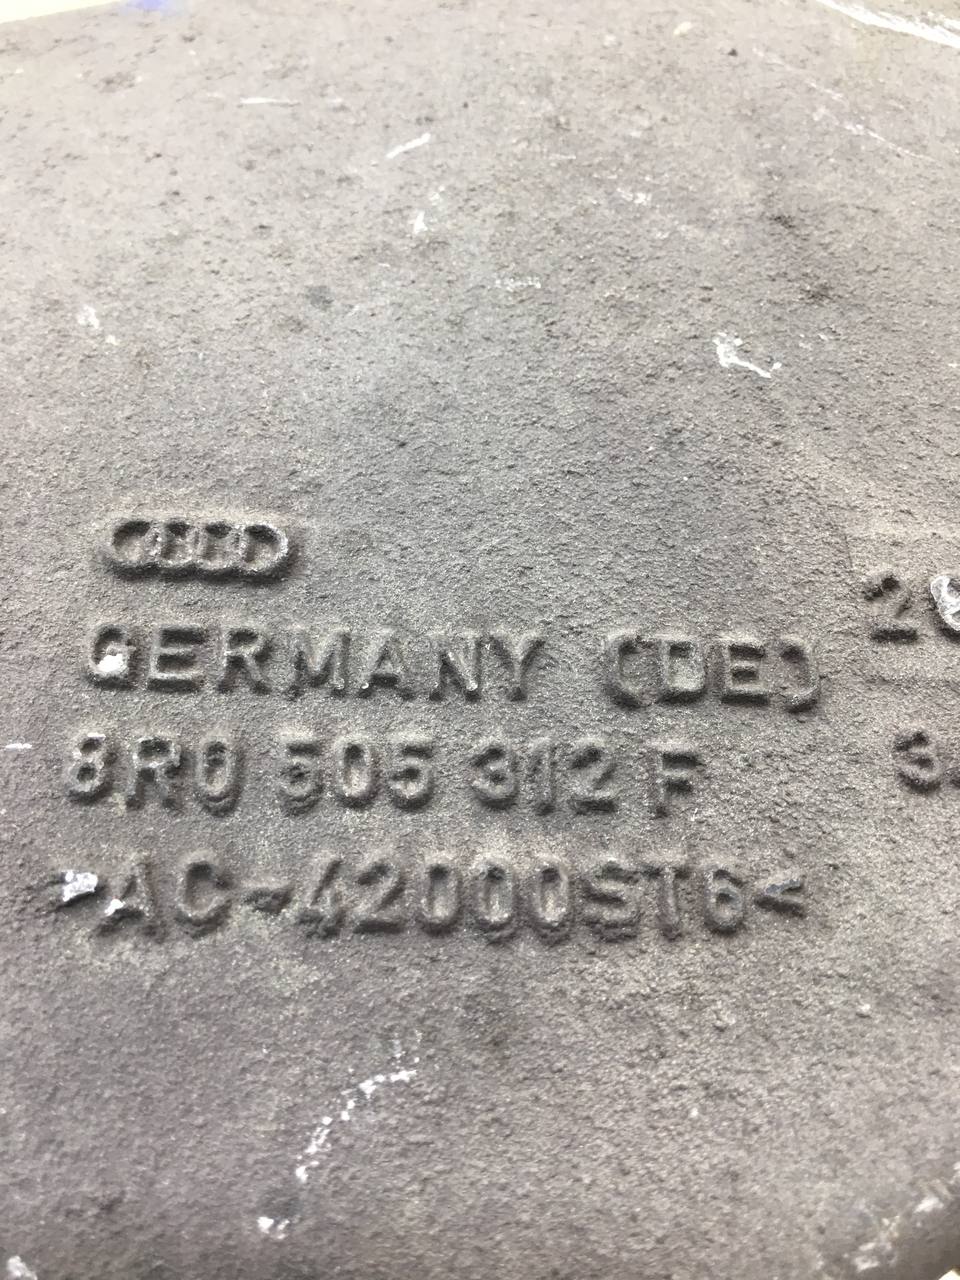 GERMANY (DE)
8R0 505 312 F
>AC-42000ST6<